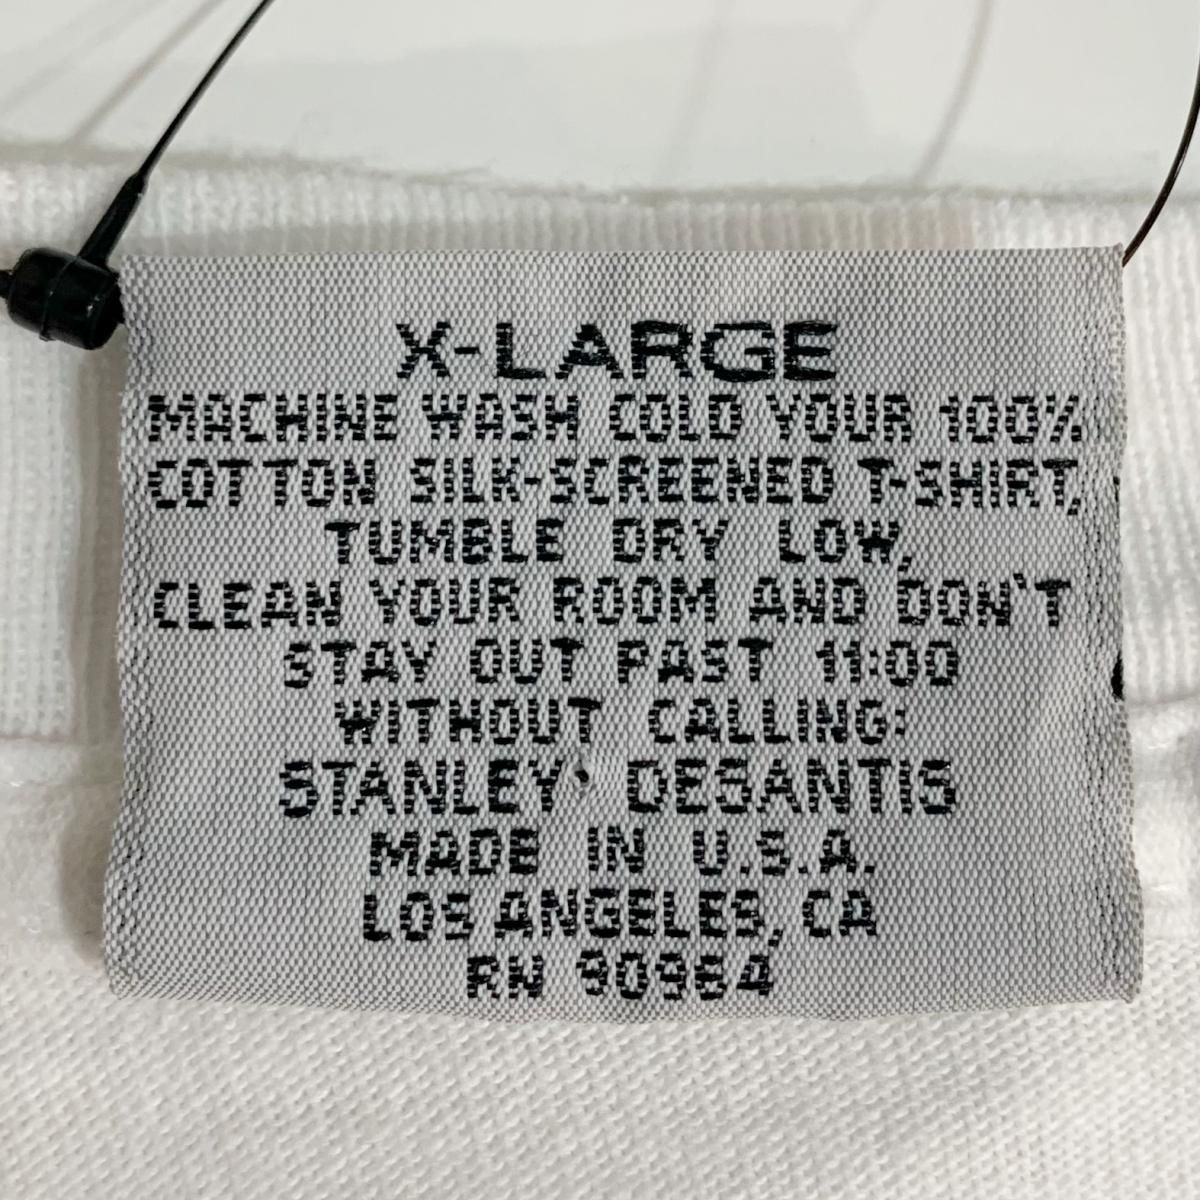 X-LARGE
MACHINE WASH COLD YOUR 100%
COTTON SILK-SCREENED T-SHIRT,
TUMBLE DRY LOW,
CLEAN YOUR ROOM AND DON'T
STAY OUT PAST 11:00
WITHOUT CALLING:
STANLEY DESANTIS
MADE IN U.S.A.
LOS ANGELES, CA
RN 90964